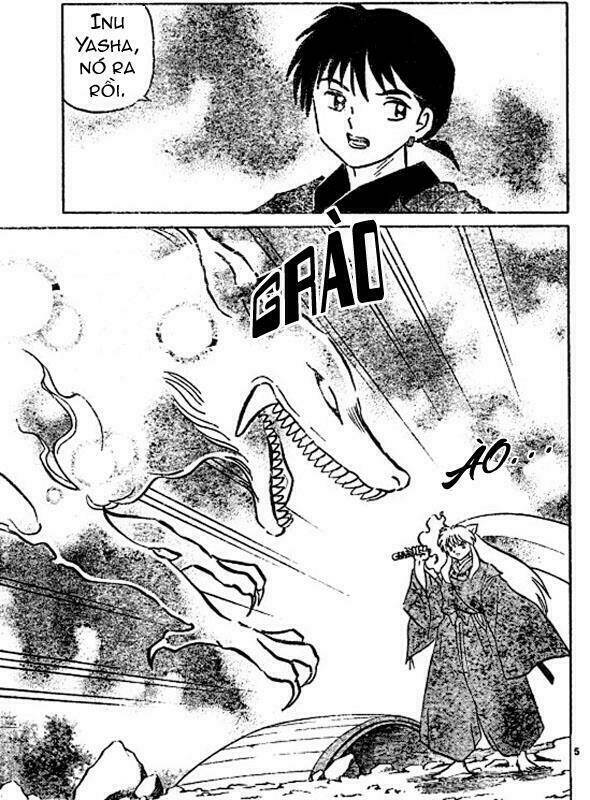 INU
YASHA,
NÓ RA
RỒI.
GRÀO
ÀO...
5